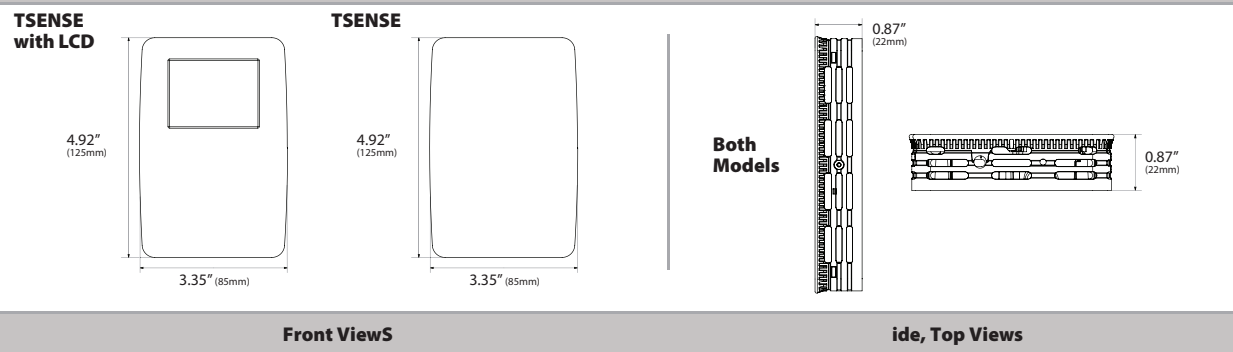 TSENSE
with LCD
4.92"
(125mm)
3.35" (85mm)
TSENSE
4.92"
(125mm)
3.35" (85mm)
Both
Models
0.87"
(22mm)
0.87"
(22mm)
Front ViewS
ide, Top Views